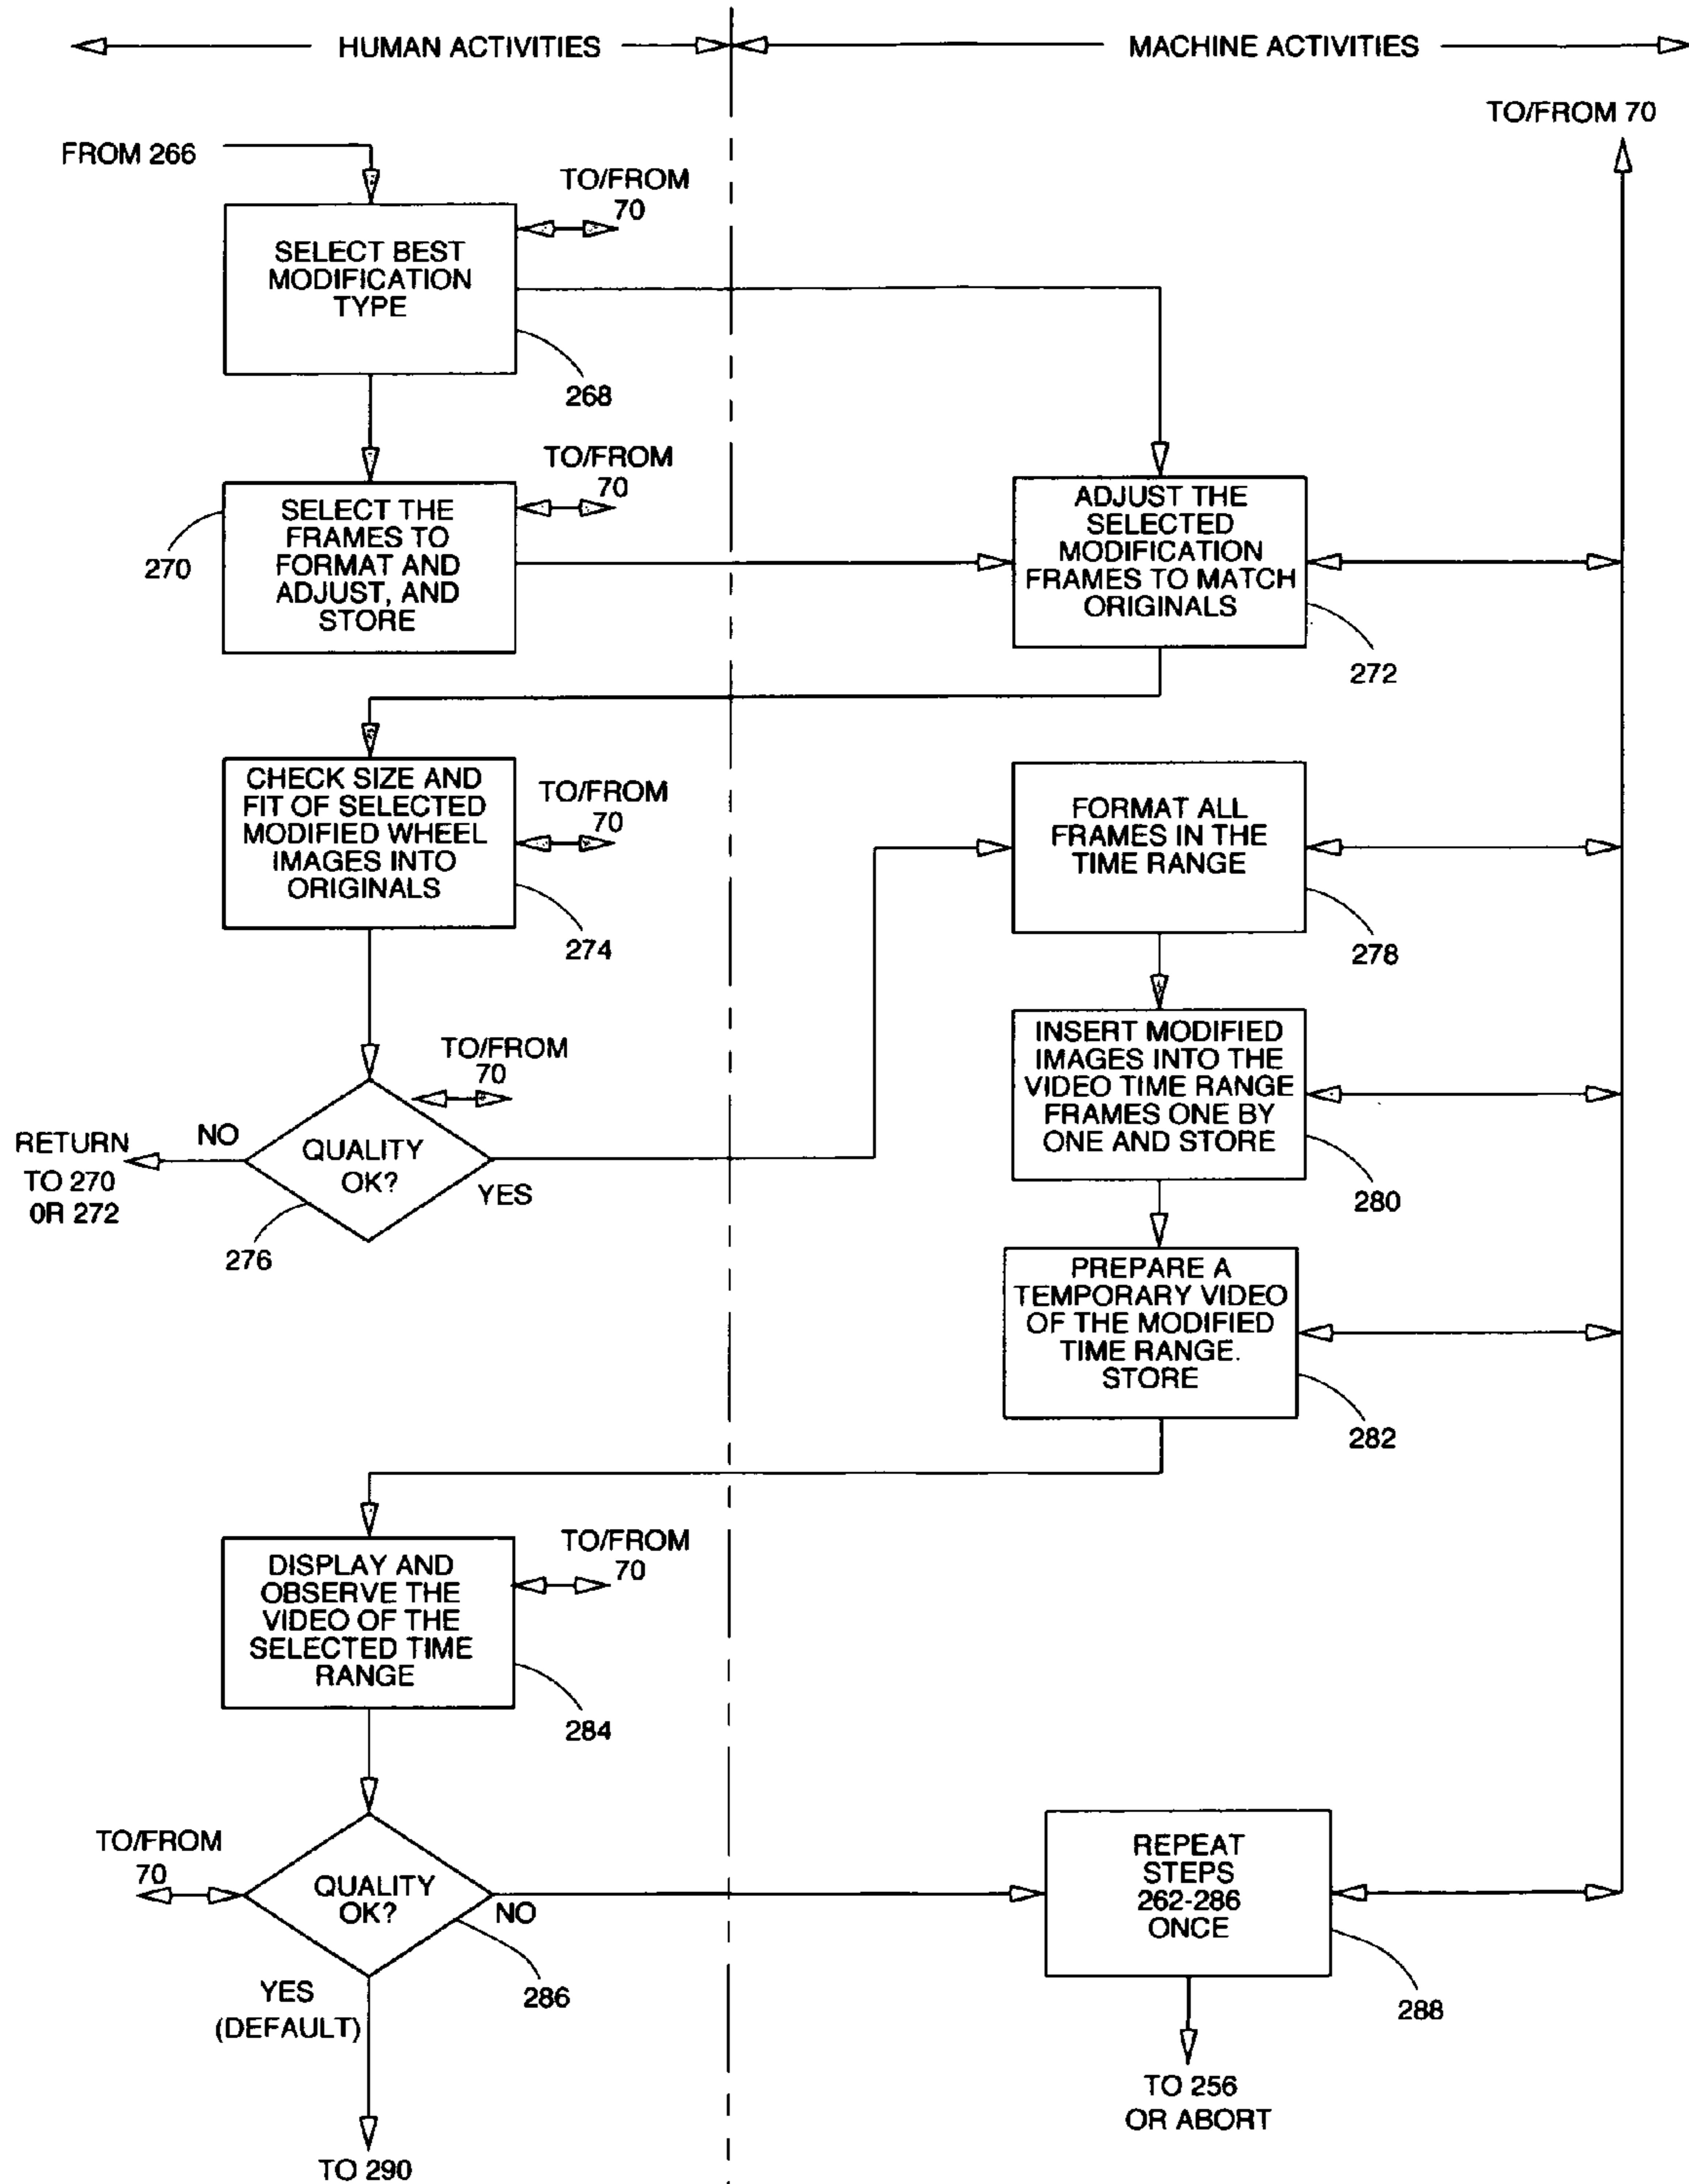 HUMAN ACTIVITIES
MACHINE ACTIVITIES
TO/FROM 70
FROM 266
TO/FROM
70
SELECT BEST
MODIFICATION
TYPE
268
TO/FROM
70
SELECT THE
FRAMES TO
FORMAT AND
ADJUST, AND
STORE
270
ADJUST THE
SELECTED
MODIFICATION
FRAMES TO MATCH
ORIGINALS
272
CHECK SIZE AND
FIT OF SELECTED
MODIFIED WHEEL
IMAGES INTO
ORIGINALS
TO/FROM
70
274
FORMAT ALL
FRAMES IN THE
TIME RANGE
278
TO/FROM
70
INSERT MODIFIED
IMAGES INTO THE
VIDEO TIME RANGE
FRAMES ONE BY
ONE AND STORE
280
RETURN
TO 270
OR 272
NO
QUALITY
OK?
YES
276
PREPARE A
TEMPORARY VIDEO
OF THE MODIFIED
TIME RANGE.
STORE
282
DISPLAY AND
OBSERVE THE
VIDEO OF THE
SELECTED TIME
RANGE
TO/FROM
70
284
TO/FROM
70
QUALITY
OK?
NO
286
YES
(DEFAULT)
TO 290
REPEAT
STEPS
262-286
ONCE
288
TO 256
OR ABORT